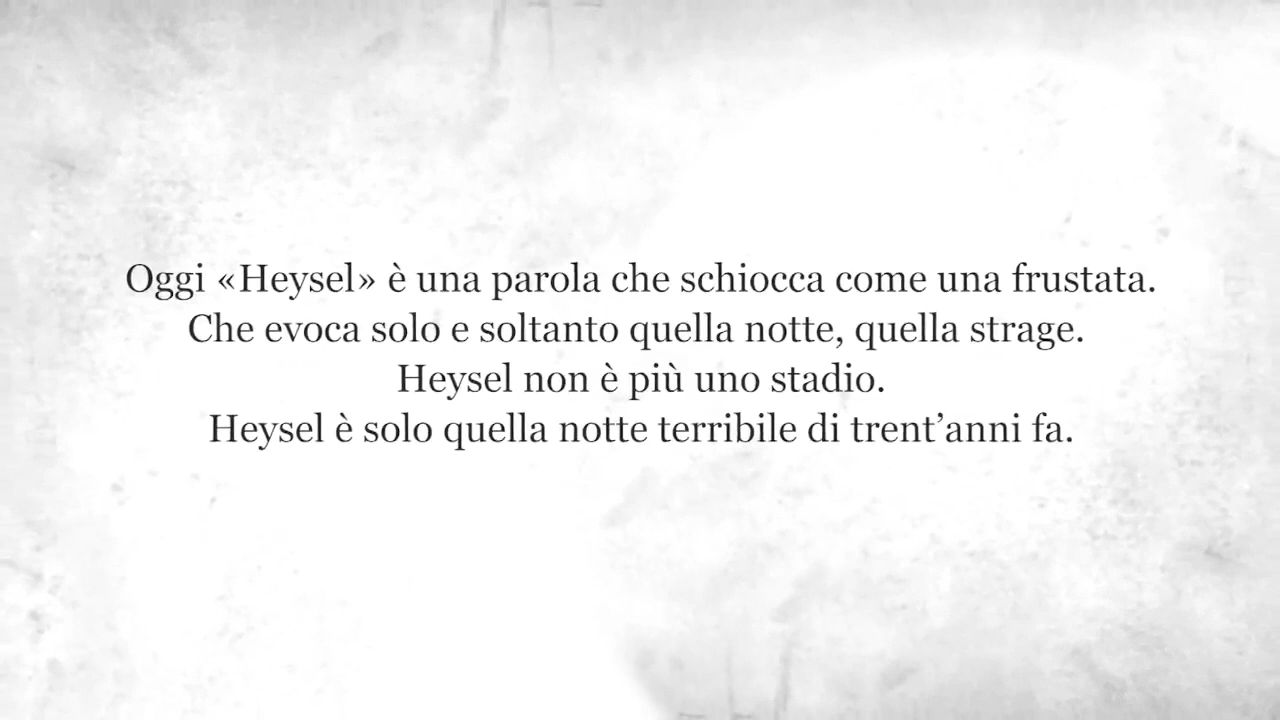 Oggi «Heysel» è una parola che schiocca come una frustata.
Che evoca solo e soltanto quella notte, quella strage.
Heysel non è più uno stadio.
Heysel è solo quella notte terribile di trent’anni fa.